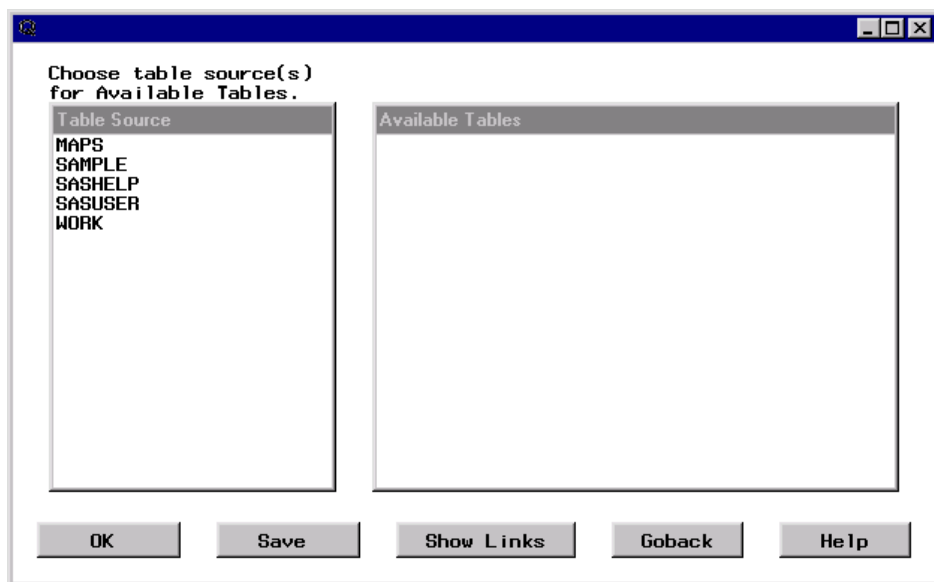 Choose table source(s)
for Available Tables.
Table Source
Available Tables
MAPS
SAMPLE
SASHELP
SASUSER
WORK
OK
Save
Show Links
Goback
Help